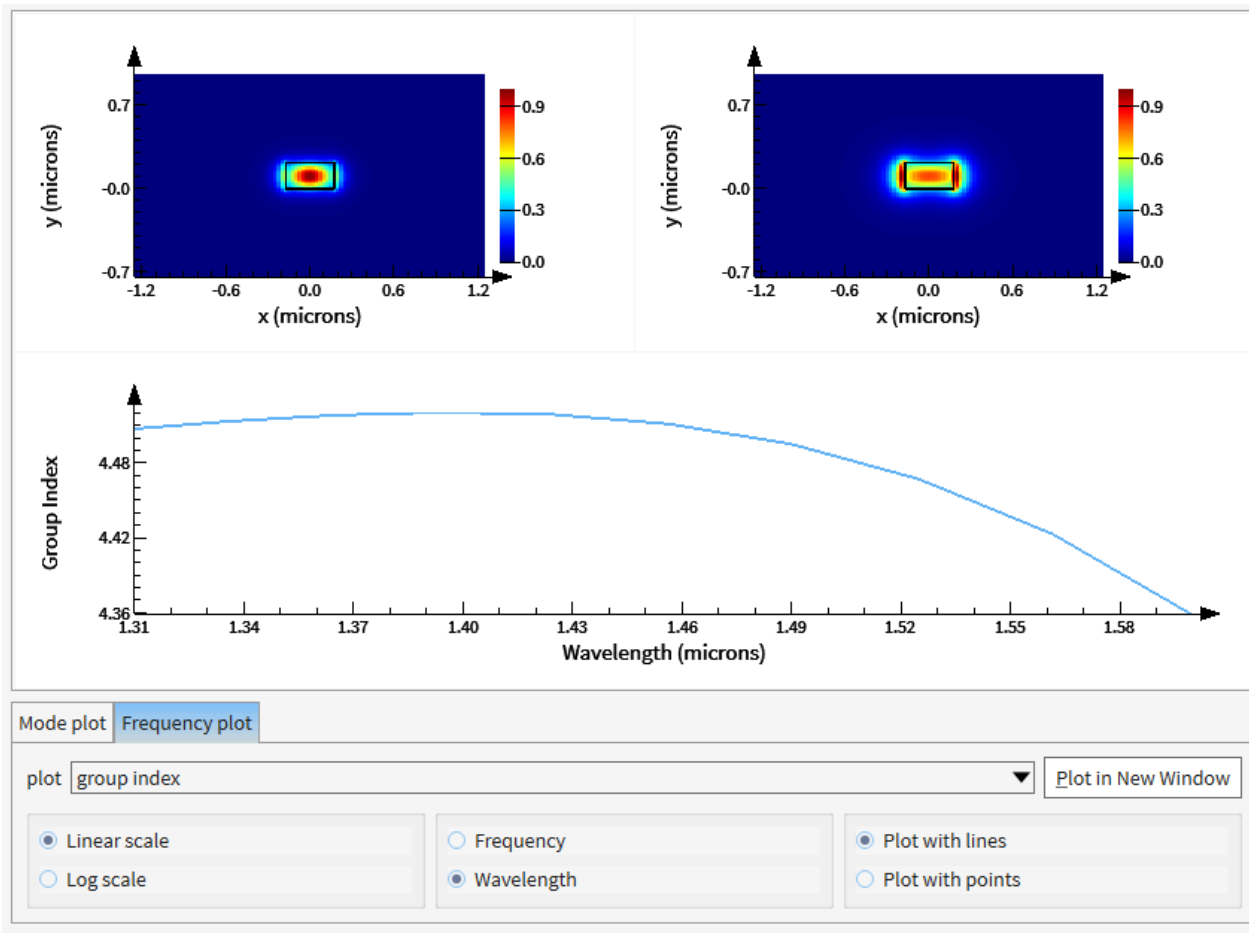 0.7
-0.0
-0.7
y (microns)
-1.2 -0.6 0.0 0.6 1.2
x (microns)
0.9
0.6
0.3
0.0
0.7
-0.0
-0.7
y (microns)
-1.2 -0.6 0.0 0.6 1.2
x (microns)
0.9
0.6
0.3
0.0
4.48
4.42
4.36
Group Index
1.31 1.34 1.37 1.40 1.43 1.46 1.49 1.52 1.55 1.58
Wavelength (microns)
Mode plot Frequency plot
plot group index Plot in New Window
Linear scale Frequency Plot with lines
Log scale Wavelength Plot with points